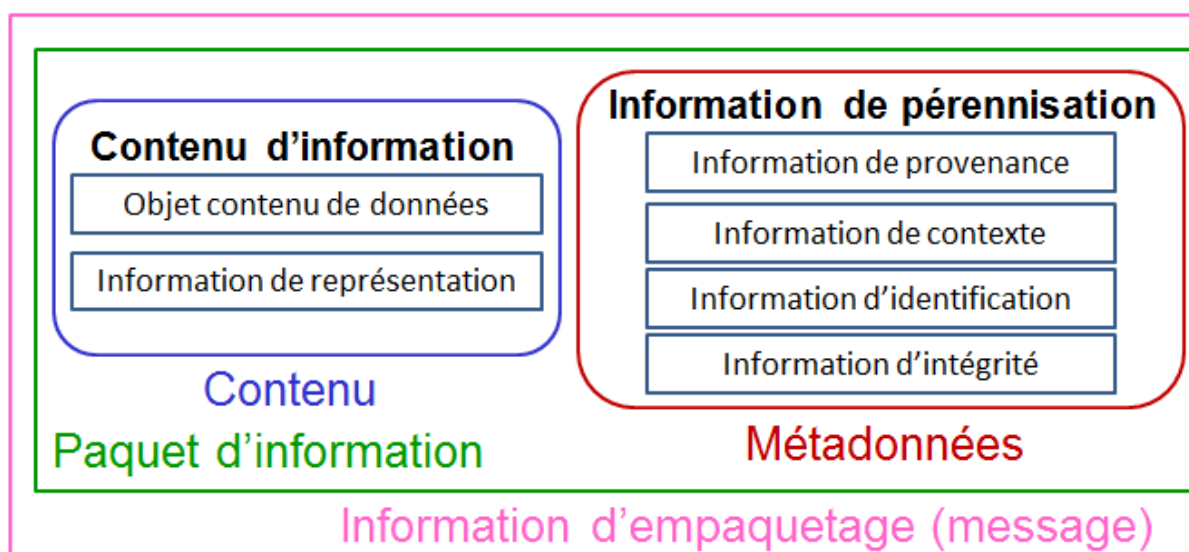 Contenu d’information
Objet contenu de données
Information de représentation
Contenu
Information de pérennisation
Information de provenance
Information de contexte
Information d’identification
Information d’intégrité
Métadonnées
Paquet d’information
Information d’empaquetage (message)